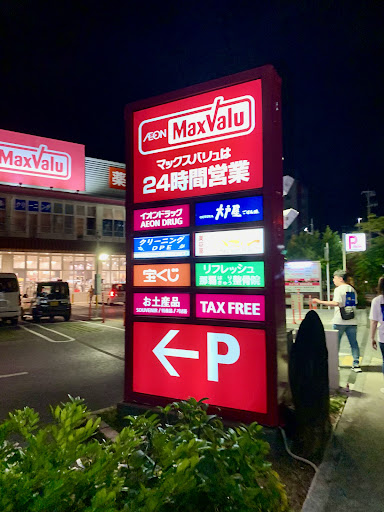 ÆON MaxValu
マックスバリュは
24時間営業
イオンドラッグ
AEON DRUG
クリーニング
宝くじ
リフレッシュ
お土産品
TAX FREE
P
MaxValu
薬
P